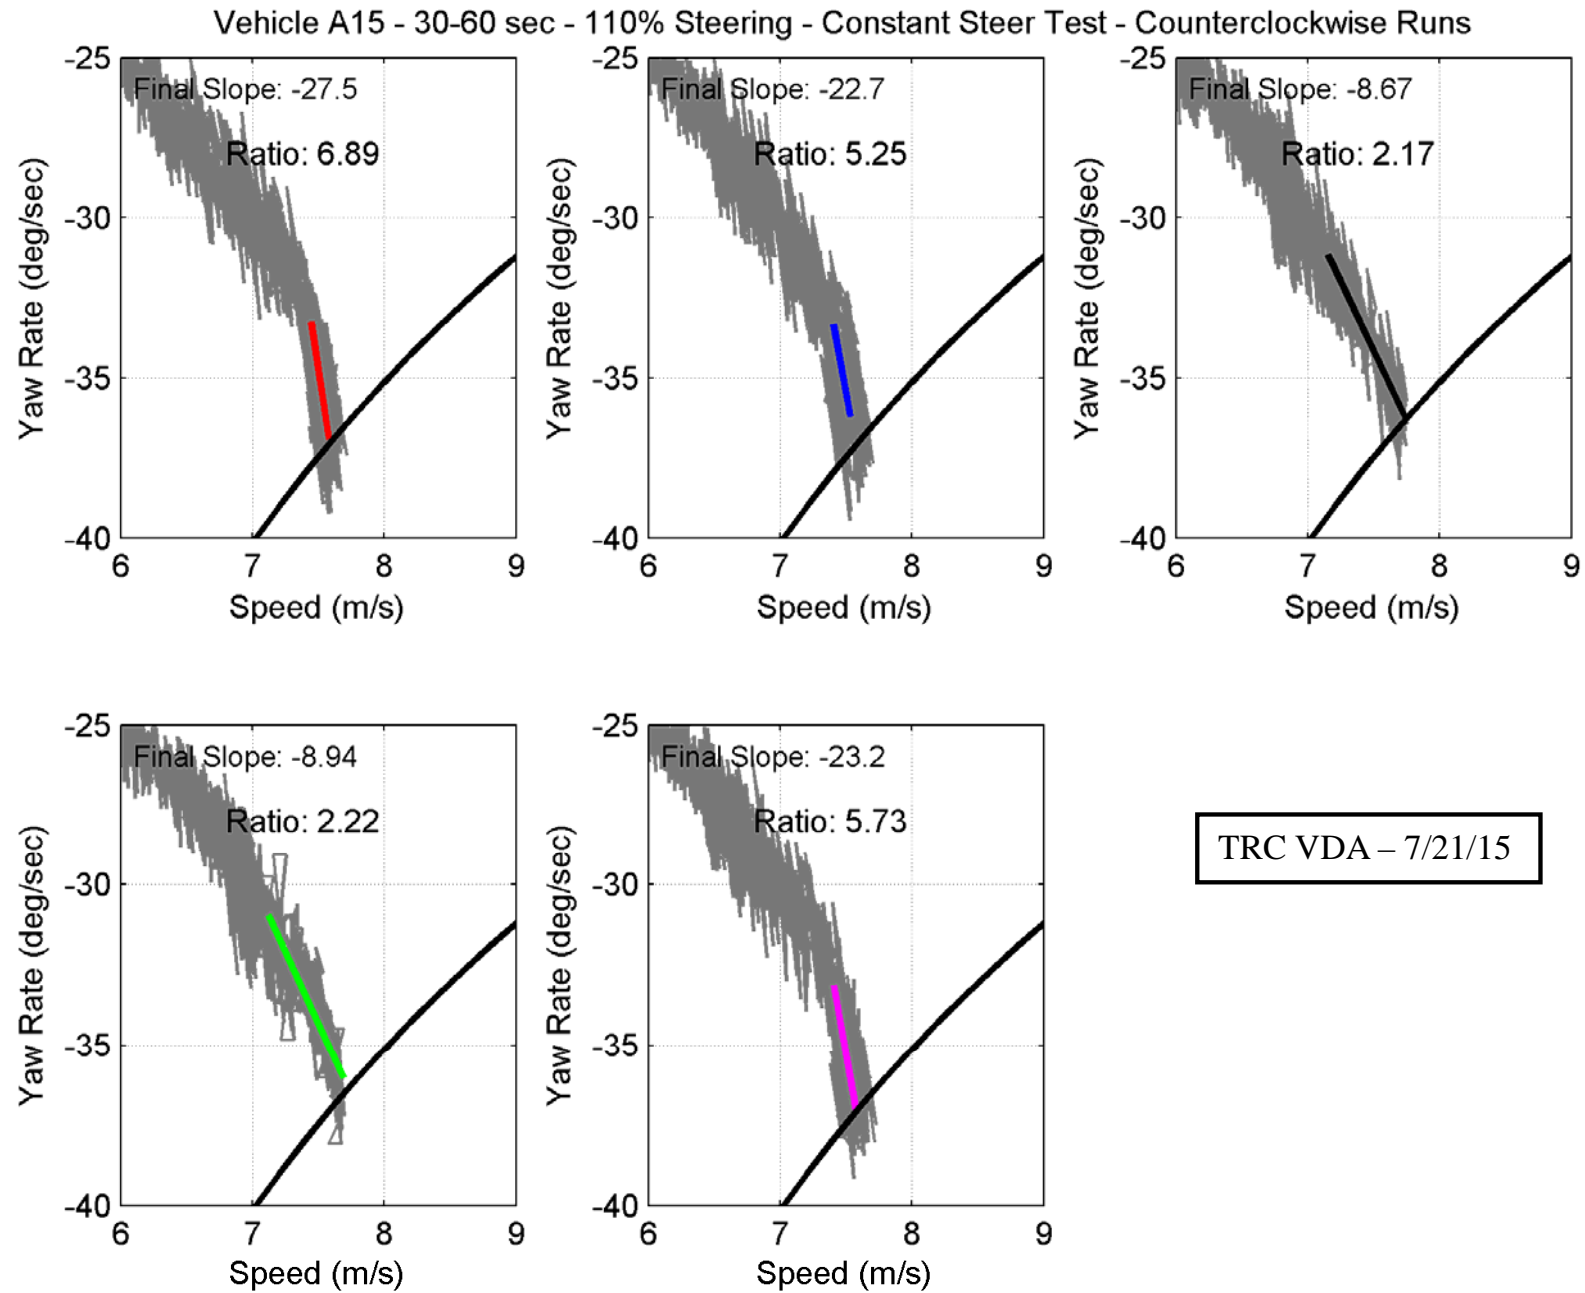 Vehicle A15 - 30-60 sec - 110% Steering - Constant Steer Test - Counterclockwise Runs
-25
-30
-35
-40
Yaw Rate (deg/sec)
Final Slope: -27.5
Ratio: 6.89
6 7 8 9
Speed (m/s)
-25
-30
-35
-40
Yaw Rate (deg/sec)
Final Slope: -22.7
Ratio: 5.25
6 7 8 9
Speed (m/s)
-25
-30
-35
-40
Yaw Rate (deg/sec)
Final Slope: -8.67
Ratio: 2.17
6 7 8 9
Speed (m/s)
-25
-30
-35
-40
Yaw Rate (deg/sec)
Final Slope: -8.94
Ratio: 2.22
6 7 8 9
Speed (m/s)
-25
-30
-35
-40
Yaw Rate (deg/sec)
Final Slope: -23.2
Ratio: 5.73
6 7 8 9
Speed (m/s)
TRC VDA – 7/21/15